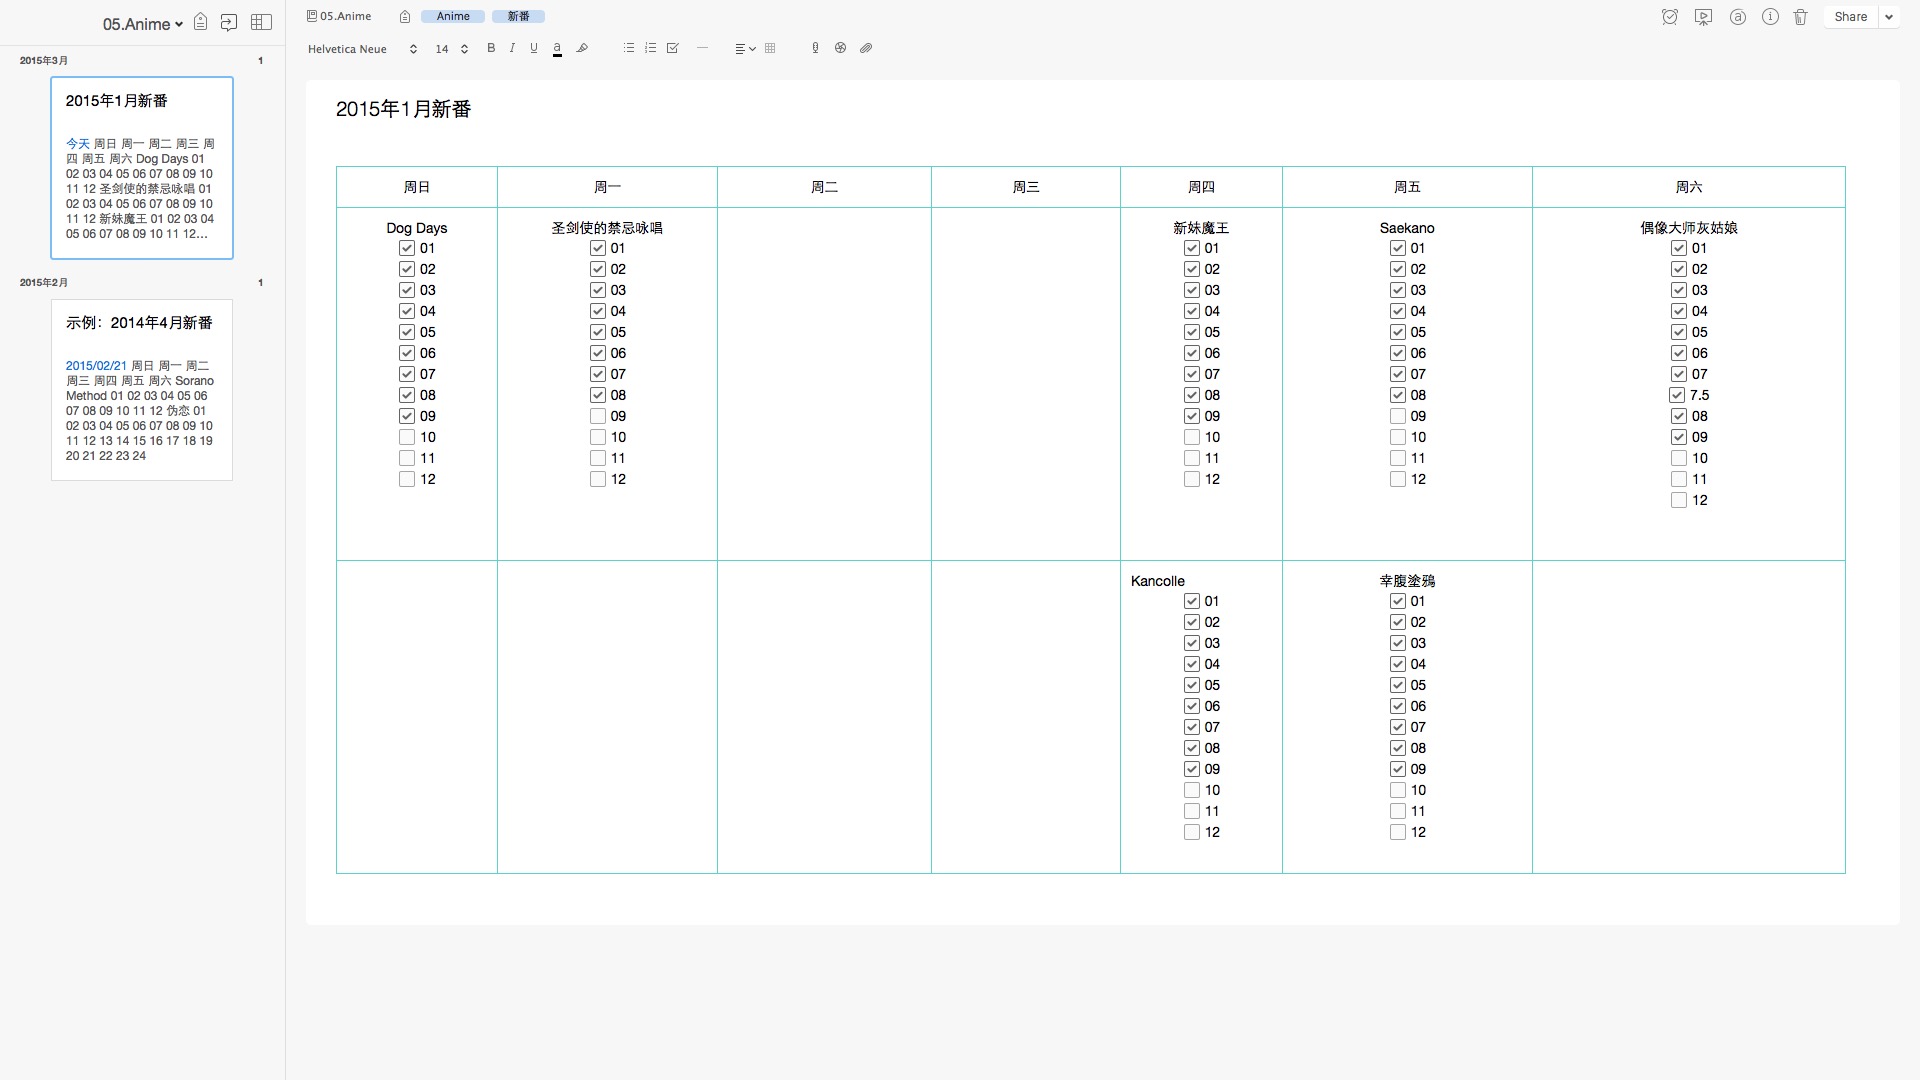 05.Anime
2015年3月 1
2015年1月新番
今天 周日 周一 周二 周三 周
四 周五 周六 Dog Days 01
02 03 04 05 06 07 08 09 10
11 12 圣剑使的禁忌咏唱 01
02 03 04 05 06 07 08 09 10
11 12 新妹魔王 01 02 03 04
05 06 07 08 09 10 11 12...
2015年2月 1
示例：2014年4月新番
2015/02/21 周日 周一 周二
周三 周四 周五 周六 Sorano
Method 01 02 03 04 05 06
07 08 09 10 11 12 伪恋 01
02 03 04 05 06 07 08 09 10
11 12 13 14 15 16 17 18 19
20 21 22 23 24
05.Anime Anime 新番 Share
Helvetica Neue 14 B I U a
2015年1月新番
周日 周一 周二 周三 周四 周五 周六
Dog Days 圣剑使的禁忌咏唱 新妹魔王 Saekano 偶像大师灰姑娘
01 01 01 01 01
02 02 02 02 02
03 03 03 03 03
04 04 04 04 04
05 05 05 05 05
06 06 06 06 06
07 07 07 07 07
08 08 08 08 7.5
09 09 09 09 08
10 10 10 10 09
11 11 11 11 10
12 12 12 12 11
12
Kancolle 幸腹塗鴉
01 01
02 02
03 03
04 04
05 05
06 06
07 07
08 08
09 09
10 10
11 11
12 12